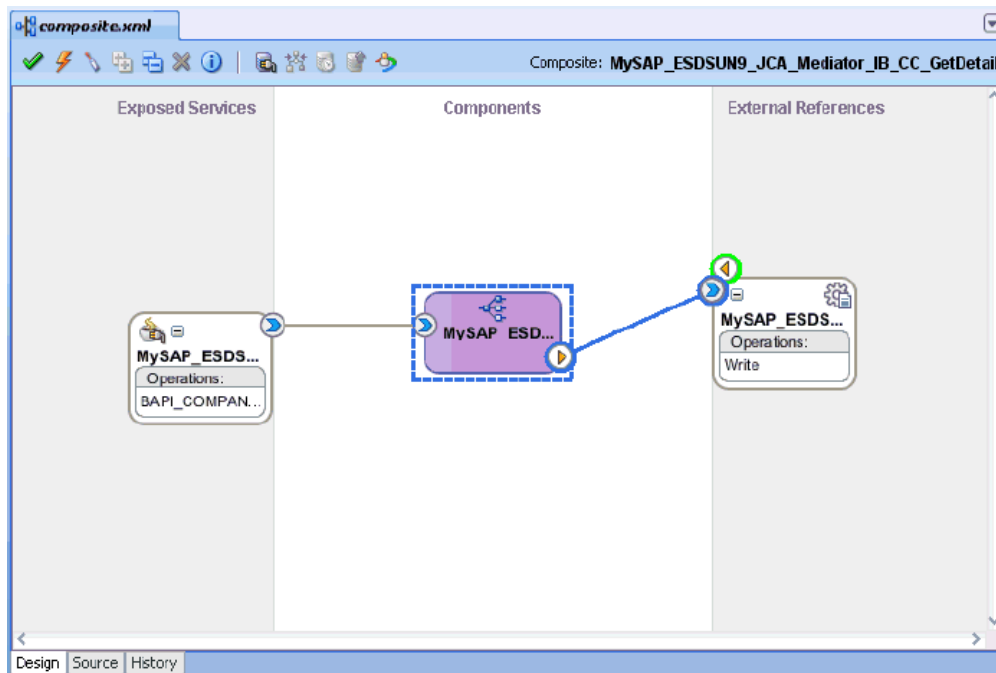 composite.xml
Composite: MySAP_ESDSUN9_JCA_Mediator_IB_CC_GetDetail
Exposed Services
Components
External References
MySAP_ESDS...
Operations:
BAPI_COMPAN...
MySAP_ESD...
MySAP_ESDS...
Operations:
Write
Design Source History